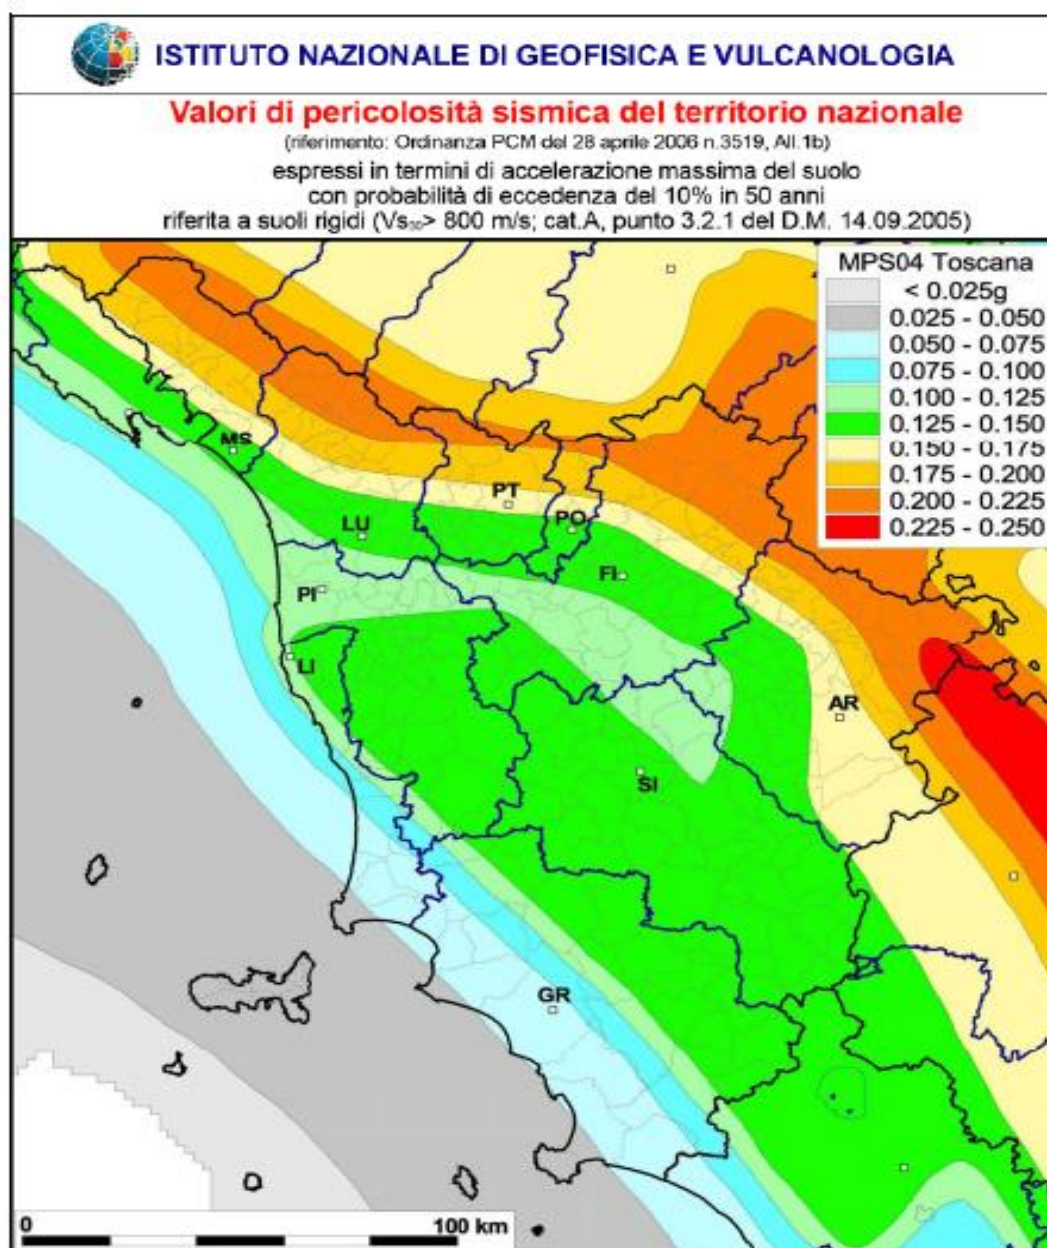 ISTITUTO NAZIONALE DI GEOFISICA E VULCANOLOGIA
Valori di pericolosità sismica del territorio nazionale
(riferimento: Ordinanza PCM del 28 aprile 2006 n.3519, All.1b)
espressi in termini di accelerazione massima del suolo
con probabilità di eccedenza del 10% in 50 anni
riferita a suoli rigidi (Vs₃₀> 800 m/s; cat.A, punto 3.2.1 del D.M. 14.09.2005)
MPS04 Toscana
< 0.025g
0.025 - 0.050
0.050 - 0.075
0.075 - 0.100
0.100 - 0.125
0.125 - 0.150
0.150 - 0.175
0.175 - 0.200
0.200 - 0.225
0.225 - 0.250
MS
PT
LU
PO
FI
PI
LI
AR
SI
GR
0
100 km